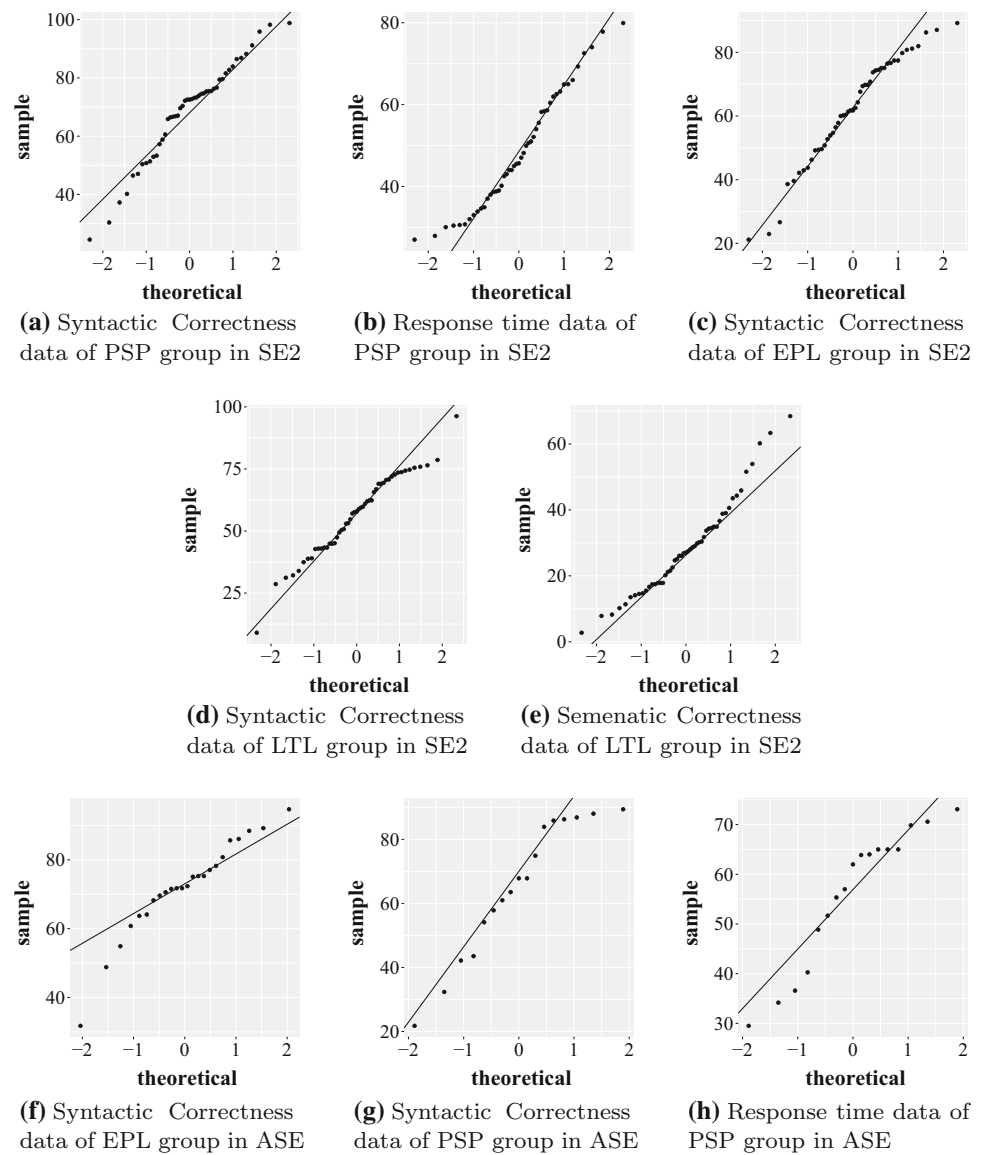 100
80
60
40
sample
−2 −1 0 1 2
theoretical
(a) Syntactic Correctness
data of PSP group in SE2
80
60
40
sample
−2 −1 0 1 2
theoretical
(b) Response time data of
PSP group in SE2
80
60
40
20
sample
−2 −1 0 1 2
theoretical
(c) Syntactic Correctness
data of EPL group in SE2
100
75
50
25
sample
−2 −1 0 1 2
theoretical
(d) Syntactic Correctness
data of LTL group in SE2
60
40
20
0
sample
−2 −1 0 1 2
theoretical
(e) Semenatic Correctness
data of LTL group in SE2
80
60
40
sample
−2 −1 0 1 2
theoretical
(f) Syntactic Correctness
data of EPL group in ASE
80
60
40
20
sample
−2 −1 0 1 2
theoretical
(g) Syntactic Correctness
data of PSP group in ASE
70
60
50
40
30
sample
−2 −1 0 1 2
theoretical
(h) Response time data of
PSP group in ASE